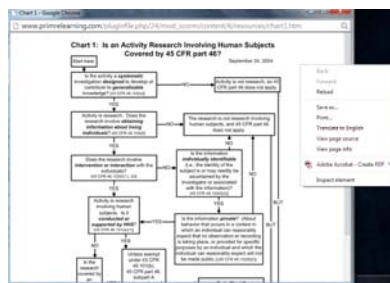 Chart 1 - Google Chrome
www.primrelearning.com/pluginfile.php/24/mod_scorm/content/6/resources/chart1.htm
Chart 1: Is an Activity Research Involving Human Subjects
Covered by 45 CFR part 46?
Start here
September 24, 2004
Is the activity a systematic
investigation designed to develop or
contribute to generalizable
knowledge?
NO
Activity is not research, so 45
CFR part 46 does not apply.
YES
Activity is research. Does the
research involve obtaining
information about living
individuals?
NO
The research is not research involving
human subjects, and 45 CFR part 46
does not apply.
YES
NO
Does the research involve
intervention or interaction with the
individuals?
NO
Is the information
individually identifiable
(i.e., the identity of the
subject is or may readily be
ascertained by the
investigator or associated
with the information)?
YES
YES
Activity is research
involving human
subjects. Is it
conducted or
supported by HHS?
YES
Is the information private? (About
behavior that occurs in a context in
which an individual can reasonably
expect that no observation or recording
is taking place, or provided for specific
purposes by an individual and which the
individual can reasonably expect will not
be made public.)
NO
BUT
BUT
NO
YES
Is the
research
covered by
an
Unless exempt
under 45 CFR
46.101(b),
45 CFR part 46,
subpart A
Back
Forward
Reload
Save as...
Print...
Translate to English
View page source
View page info
Adobe Acrobat - Create PDF
Inspect element